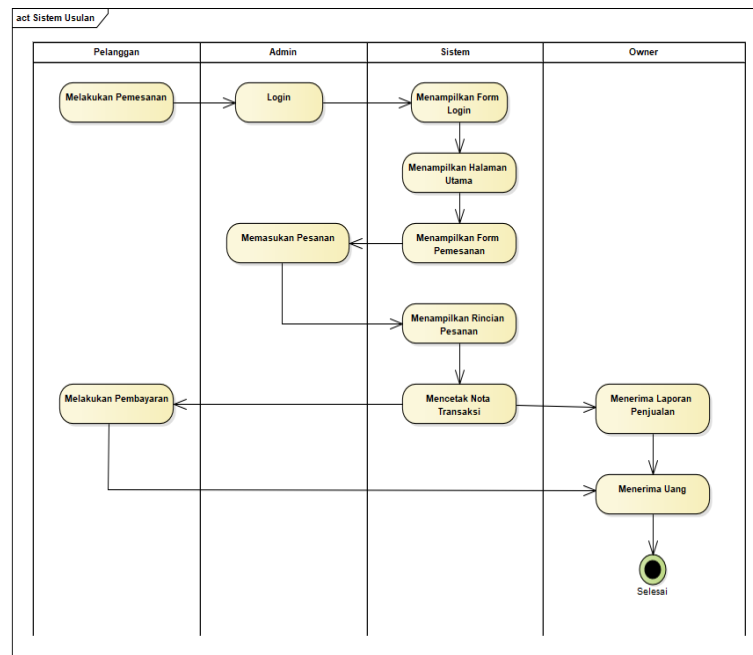 act Sistem Usulan
Pelanggan
Admin
Sistem
Owner
Melakukan Pemesanan
Login
Menampilkan Form
Login
Menampilkan Halaman
Utama
Memasukan Pesanan
Menampilkan Form
Pemesanan
Menampilkan Rincian
Pesanan
Melakukan Pembayaran
Mencetak Nota
Transaksi
Menerima Laporan
Penjualan
Menerima Uang
Selesai